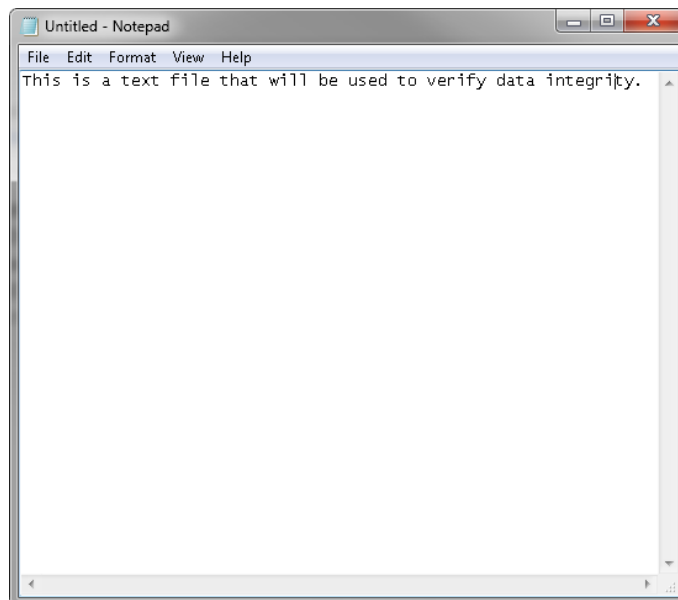 Untitled - Notepad
File Edit Format View Help
This is a text file that will be used to verify data integrity.